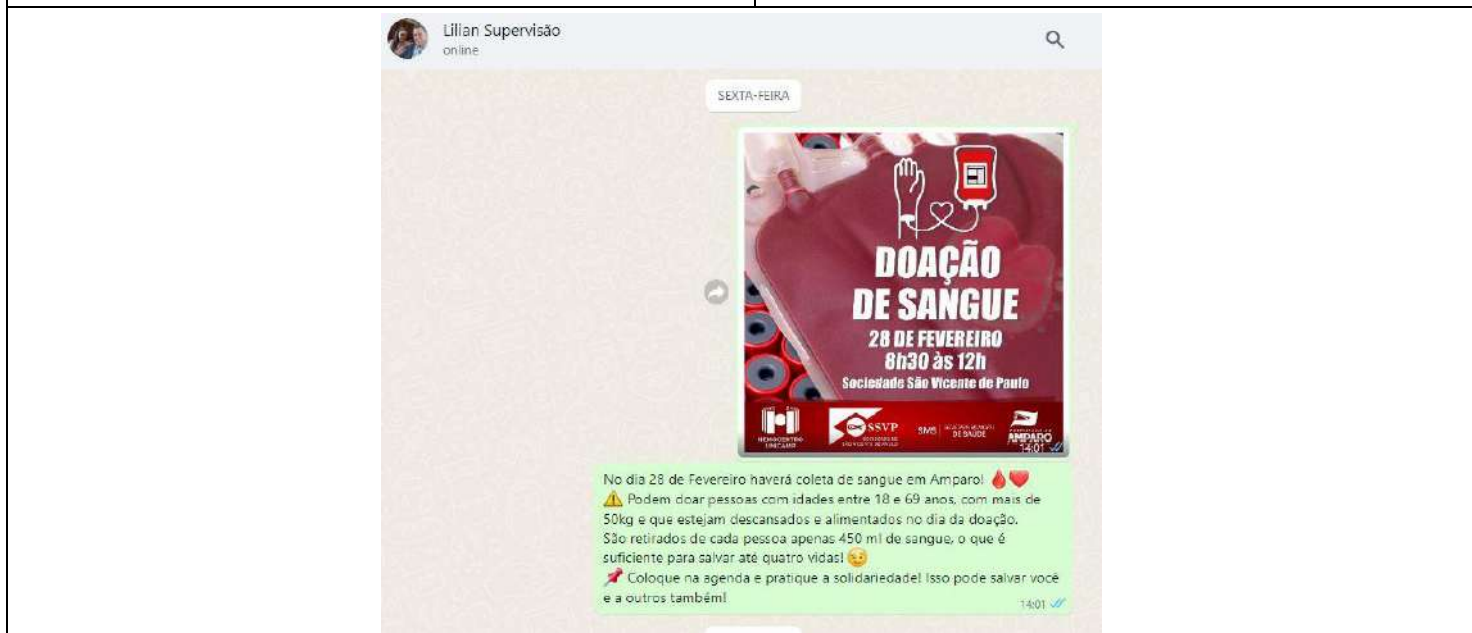 Lilian Supervisão
online
SEXTA-FEIRA
DOAÇÃO
DE SANGUE
28 DE FEVEREIRO
8h30 às 12h
Sociedade São Vicente de Paulo
HEMOCENTRO
UNICAMP
SSVP
SMS
DE SAÚDE
AMPARO
14:01
No dia 28 de Fevereiro haverá coleta de sangue em Amparo! 🩸❤️
⚠️ Podem doar pessoas com idades entre 18 e 69 anos, com mais de
50kg e que estejam descansados e alimentados no dia da doação.
São retirados de cada pessoa apenas 450 ml de sangue, o que é
suficiente para salvar até quatro vidas! 😉
📌 Coloque na agenda e pratique a solidariedade! Isso pode salvar você
e a outros também!
14:01